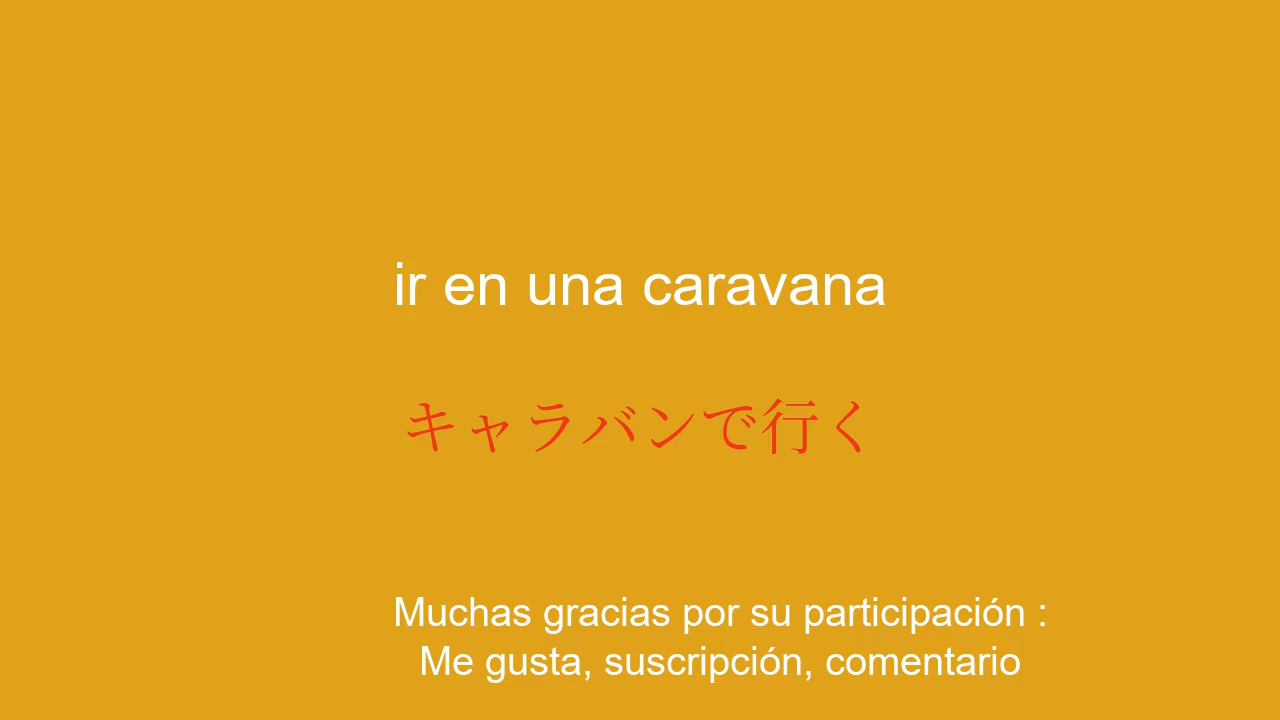 ir en una caravana
キャラバンで行く
Muchas gracias por su participación :
Me gusta, suscripción, comentario